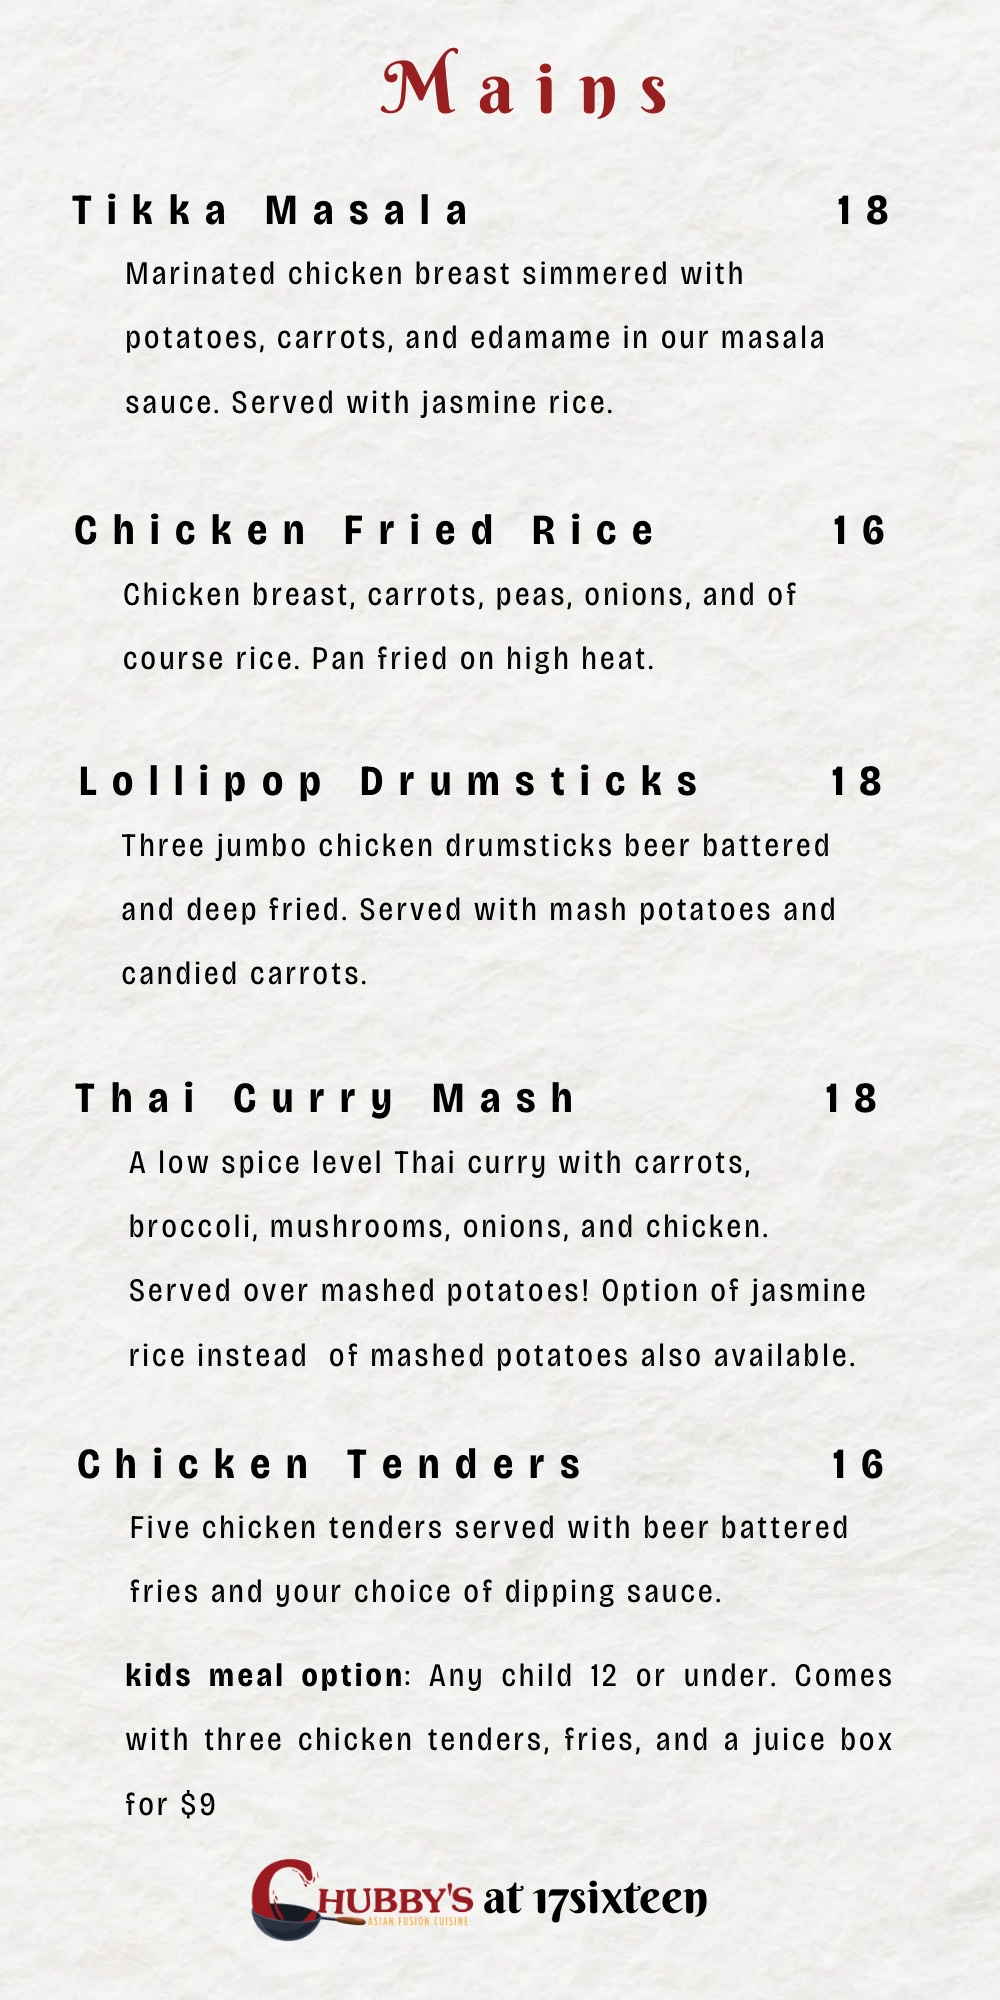 Mains
Tikka Masala 18
Marinated chicken breast simmered with
potatoes, carrots, and edamame in our masala
sauce. Served with jasmine rice.
Chicken Fried Rice 16
Chicken breast, carrots, peas, onions, and of
course rice. Pan fried on high heat.
Lollipop Drumsticks 18
Three jumbo chicken drumsticks beer battered
and deep fried. Served with mash potatoes and
candied carrots.
Thai Curry Mash 18
A low spice level Thai curry with carrots,
broccoli, mushrooms, onions, and chicken.
Served over mashed potatoes! Option of jasmine
rice instead  of mashed potatoes also available.
Chicken Tenders 16
Five chicken tenders served with beer battered
fries and your choice of dipping sauce.
kids meal option: Any child 12 or under. Comes
with three chicken tenders, fries, and a juice box
for $9
CHUBBY'S at 17sixteen
ASIAN FUSION CUISINE